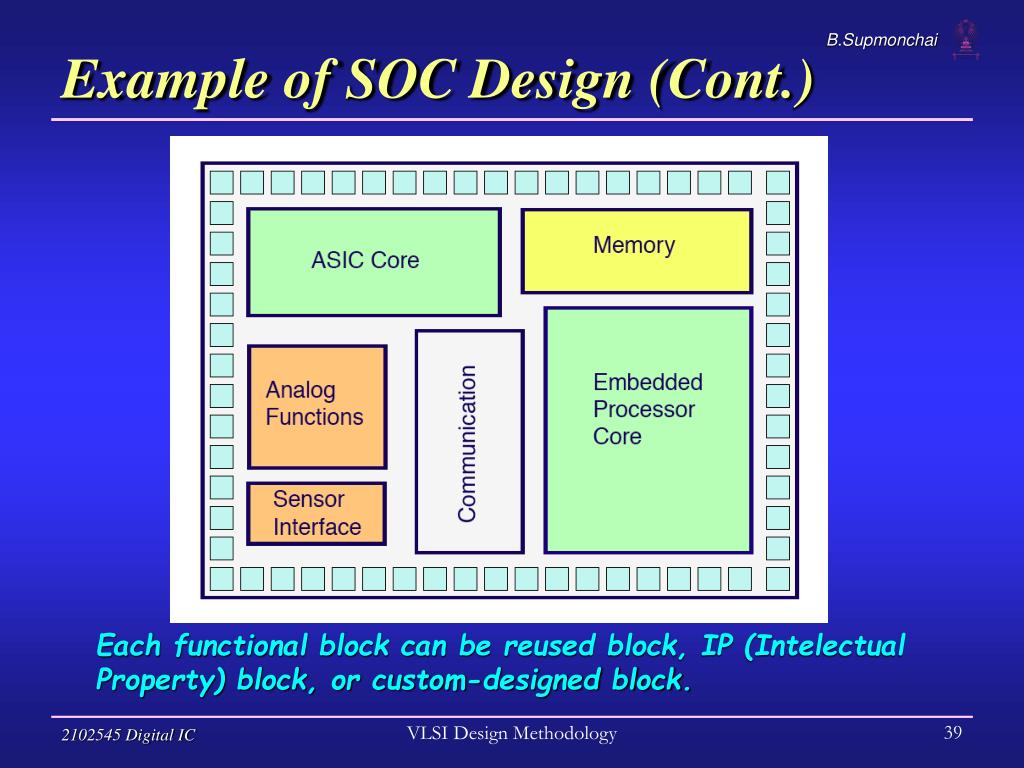 B.Supmonchai
Example of SOC Design (Cont.)
ASIC Core
Memory
Analog
Functions
Communication
Embedded
Processor
Core
Sensor
Interface
Each functional block can be reused block, IP (Intelectual
Property) block, or custom-designed block.
2102545 Digital IC
VLSI Design Methodology
39